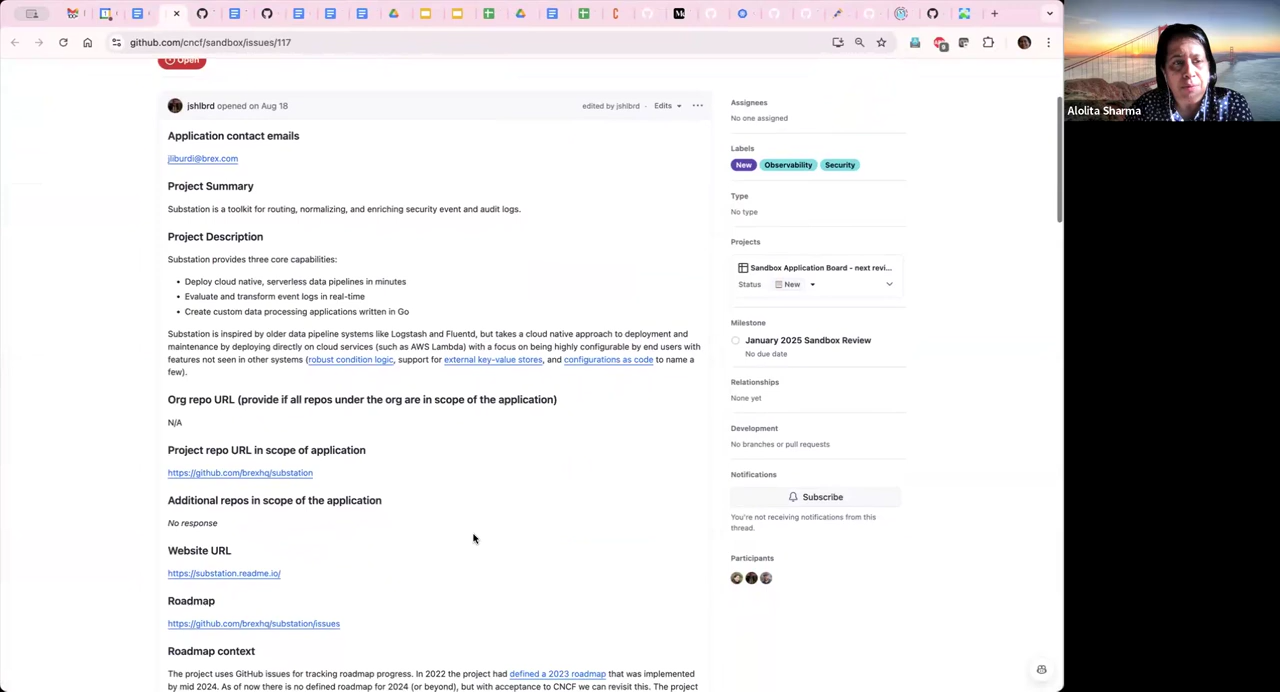 github.com/cncf/sandbox/issues/117
Open
jshlbrd opened on Aug 18
edited by jshlbrd · Edits
Application contact emails
jliburdi@brex.com
Project Summary
Substation is a toolkit for routing, normalizing, and enriching security event and audit logs.
Project Description
Substation provides three core capabilities:
• Deploy cloud native, serverless data pipelines in minutes
• Evaluate and transform event logs in real-time
• Create custom data processing applications written in Go
Substation is inspired by older data pipeline systems like Logstash and Fluentd, but takes a cloud native approach to deployment and
maintenance by deploying directly on cloud services (such as AWS Lambda) with a focus on being highly configurable by end users with
features not seen in other systems (robust condition logic, support for external key-value stores, and configurations as code to name a
few).
Org repo URL (provide if all repos under the org are in scope of the application)
N/A
Project repo URL in scope of application
https://github.com/brexhq/substation
Additional repos in scope of the application
No response
Website URL
https://substation.readme.io/
Roadmap
https://github.com/brexhq/substation/issues
Roadmap context
The project uses GitHub issues for tracking roadmap progress. In 2022 the project had defined a 2023 roadmap that was implemented
by mid 2024. As of now there is no defined roadmap for 2024 (or beyond), but with acceptance to CNCF we can revisit this. The project
Assignees
No one assigned
Labels
New Observability Security
Type
No type
Projects
Sandbox Application Board - next revi...
Status New
Milestone
January 2025 Sandbox Review
No due date
Relationships
None yet
Development
No branches or pull requests
Notifications
Subscribe
You're not receiving notifications from this
thread.
Participants
Alolita Sharma